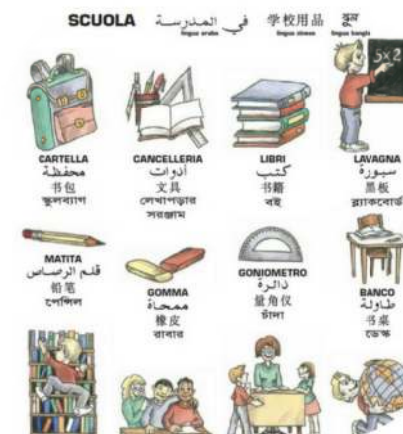 SCUOLA في المدرسة 学校用品 স্কুল
lingua araba lingua cinese lingua bangla
5x2
CARTELLA
محفظة
书包
স্কুলব্যাগ
CANCELLERIA
أدوات
文具
লেখাপড়ার
সরঞ্জাম
LIBRI
كتب
书籍
বই
LAVAGNA
سبورة
黑板
ব্ল্যাকবোর্ড
MATITA
قلم الرصاص
铅笔
পেন্সিল
GOMMA
ممحاة
橡皮
রাবার
GONIOMETRO
دائرة
量角仪
চাঁদা
BANCO
طاولة
书桌
ডেস্ক